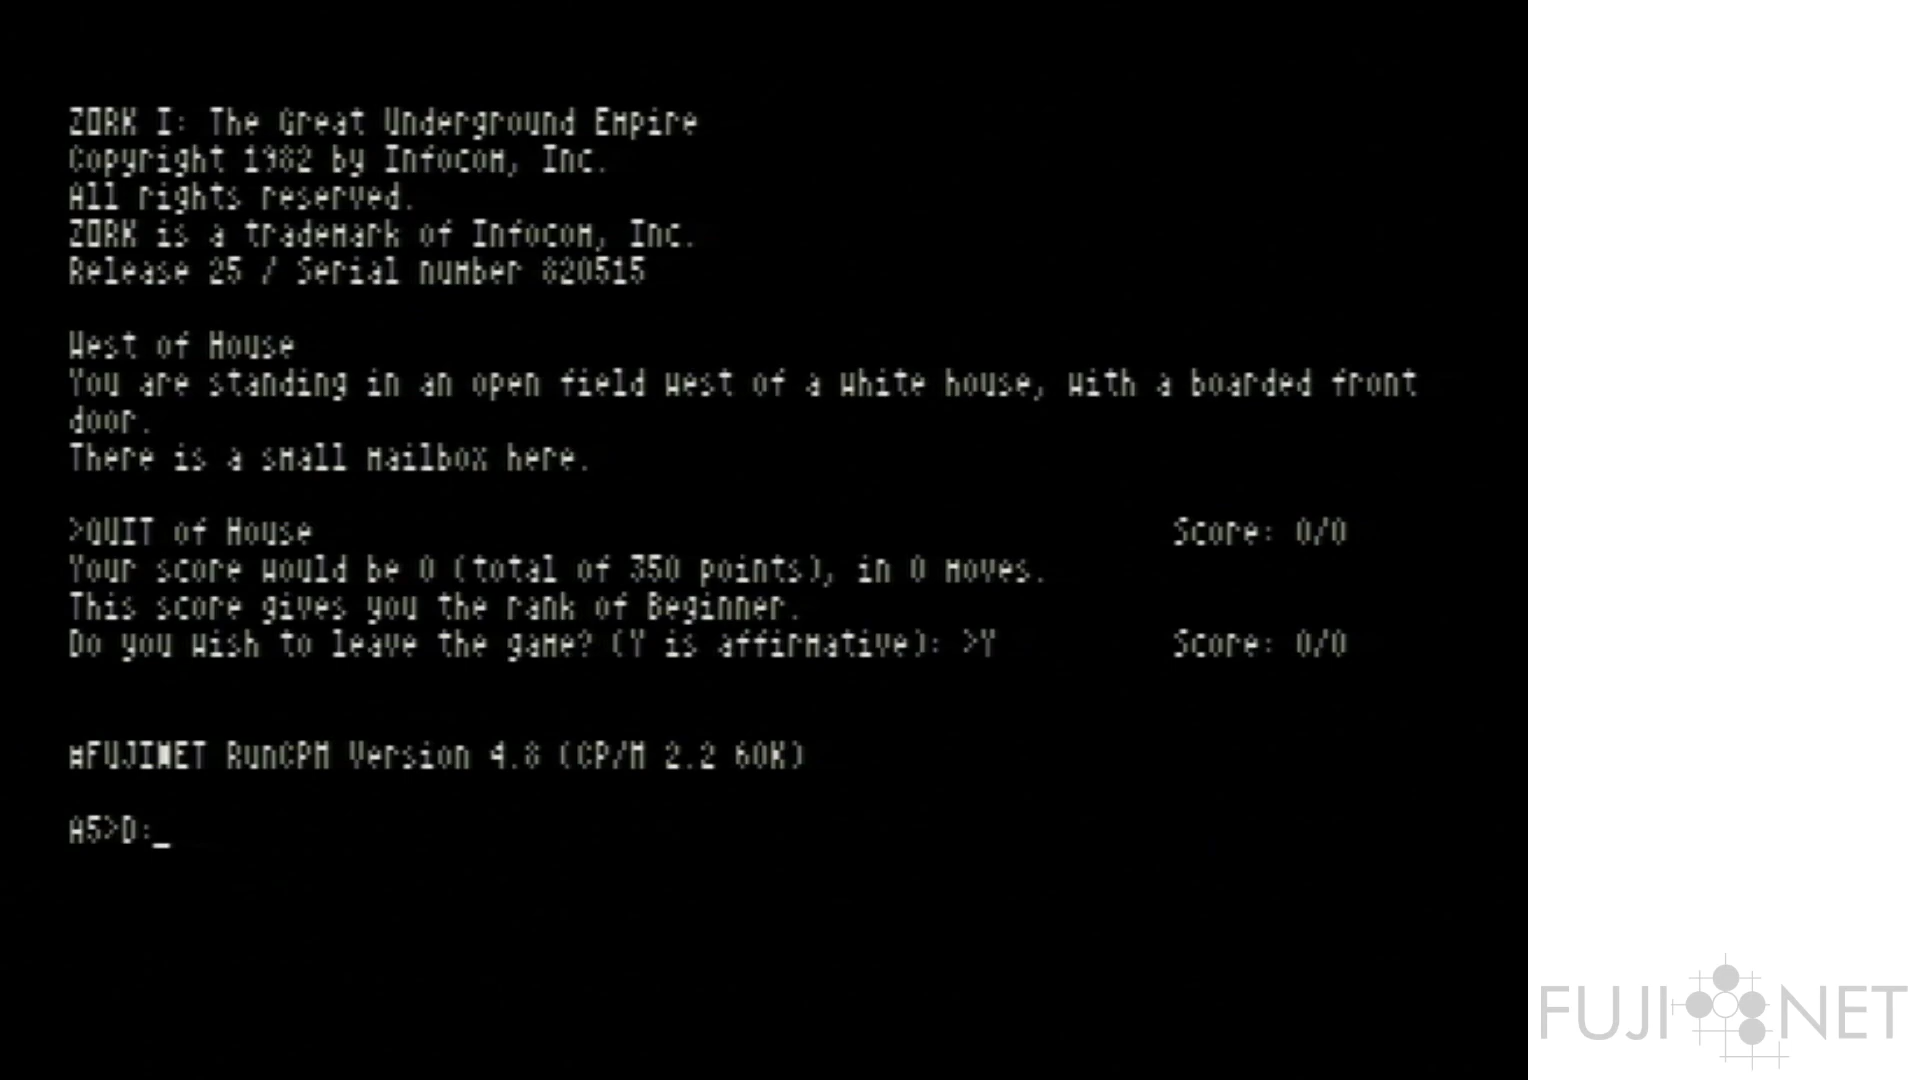 ZORK I: The Great Underground Empire
Copyright 1982 by Infocom, Inc.
All rights reserved.
ZORK is a trademark of Infocom, Inc.
Release 25 / Serial number 820515
West of House
You are standing in an open field west of a white house, with a boarded front
door.
There is a small mailbox here.
>QUIT of House Score: 0/0
Your score would be 0 (total of 350 points), in 0 moves.
This score gives you the rank of Beginner.
Do you wish to leave the game? (Y is affirmative): >Y Score: 0/0
#FUJINET RunCPM Version 4.8 (CP/M 2.2 60K)
A5>D:_
FUJI NET